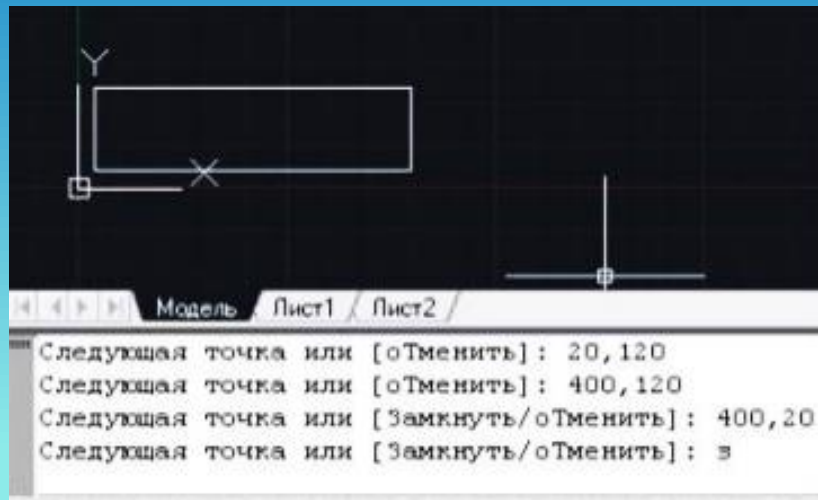 Y
X
Модель Лист1 Лист2
Следующая точка или [оТменить]: 20,120
Следующая точка или [оТменить]: 400,120
Следующая точка или [Замкнуть/оТменить]: 400,20
Следующая точка или [Замкнуть/оТменить]: з